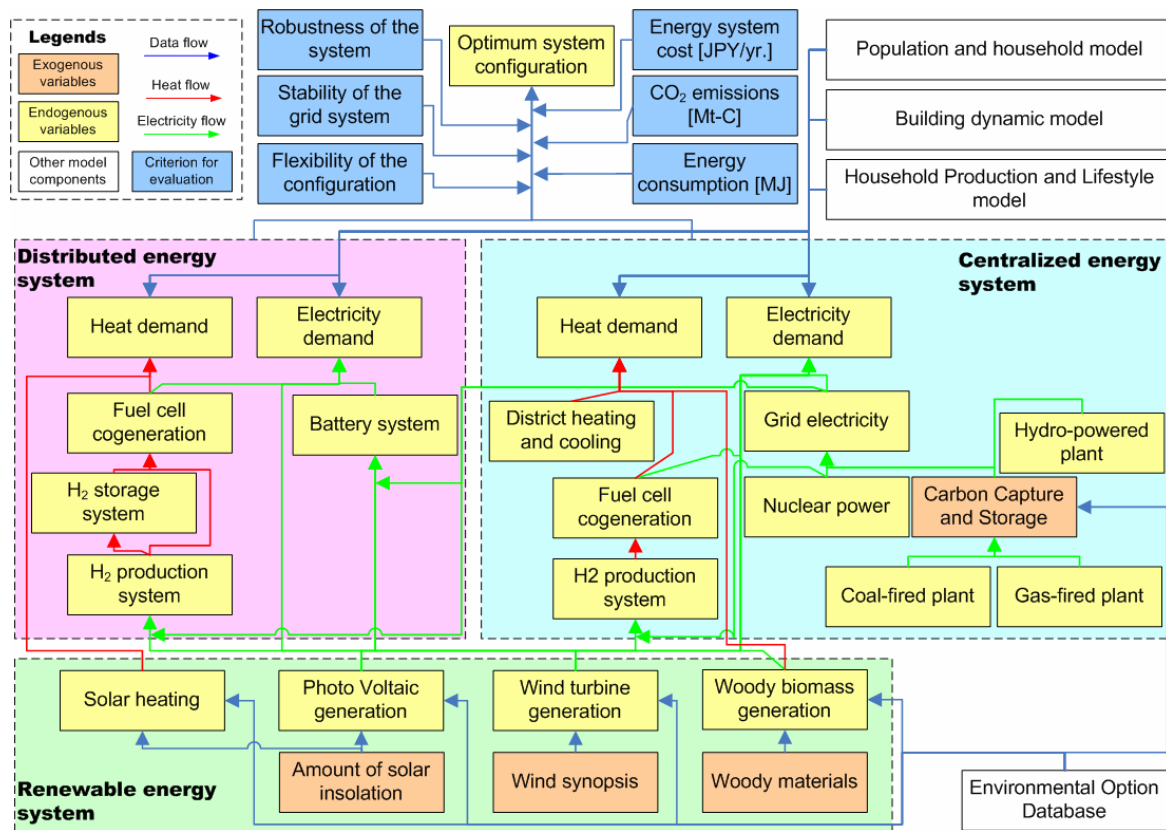 Legends
Data flow
Exogenous
variables
Heat flow
Endogenous
variables
Electricity flow
Other model
components
Criterion for
evaluation
Robustness of the
system
Stability of the
grid system
Flexibility of the
configuration
Optimum system
configuration
Energy system
cost [JPY/yr.]
CO2 emissions
[Mt-C]
Energy
consumption [MJ]
Population and household model
Building dynamic model
Household Production and Lifestyle
model
Distributed energy
system
Heat demand
Electricity
demand
Fuel cell
cogeneration
Battery system
H2 storage
system
H2 production
system
Centralized energy
system
Heat demand
Electricity
demand
District heating
and cooling
Grid electricity
Hydro-powered
plant
Fuel cell
cogeneration
Nuclear power
Carbon Capture
and Storage
H2 production
system
Coal-fired plant
Gas-fired plant
Solar heating
Photo Voltaic
generation
Wind turbine
generation
Woody biomass
generation
Amount of solar
insolation
Wind synopsis
Woody materials
Renewable energy
system
Environmental Option
Database